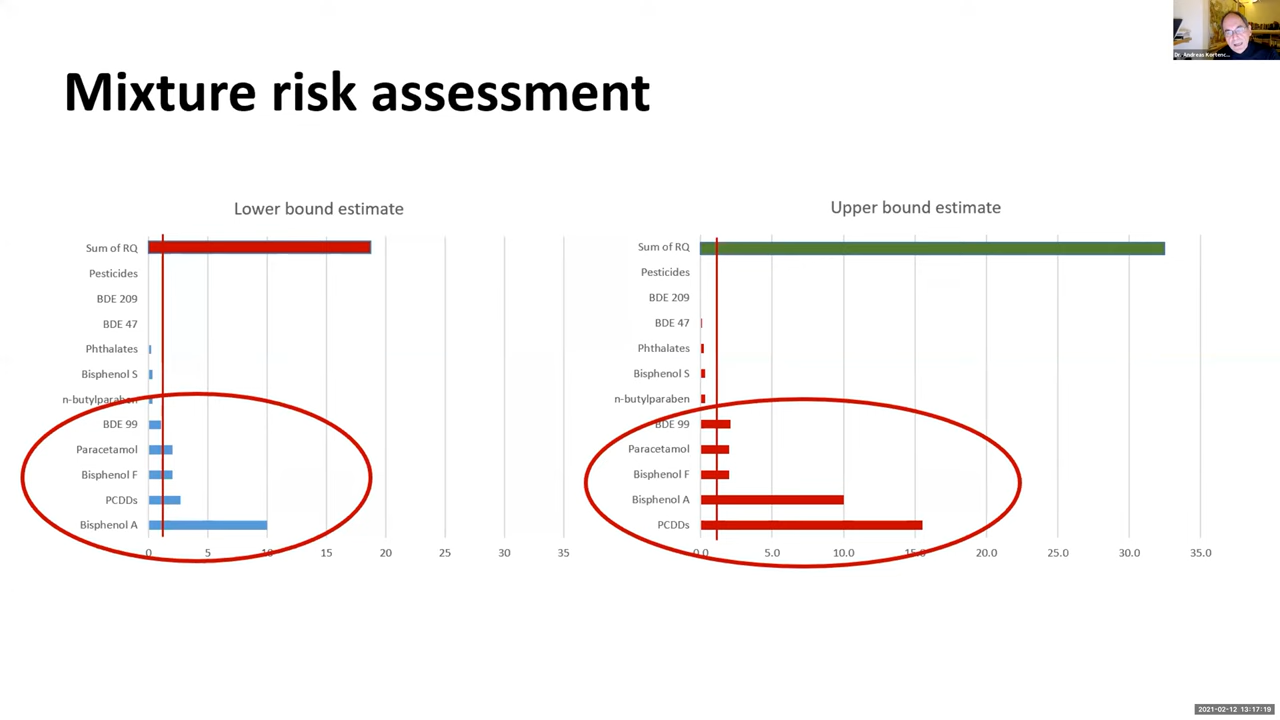 Dr. Andreas Kortenc...
Mixture risk assessment
Lower bound estimate
Sum of RQ
Pesticides
BDE 209
BDE 47
Phthalates
Bisphenol S
n-butylparaben
BDE 99
Paracetamol
Bisphenol F
PCDDs
Bisphenol A
0 5 10 15 20 25 30 35
Upper bound estimate
Sum of RQ
Pesticides
BDE 209
BDE 47
Phthalates
Bisphenol S
n-butylparaben
BDE 99
Paracetamol
Bisphenol F
Bisphenol A
PCDDs
0.0 5.0 10.0 15.0 20.0 25.0 30.0 35.0
2021-02-12 13:17:19